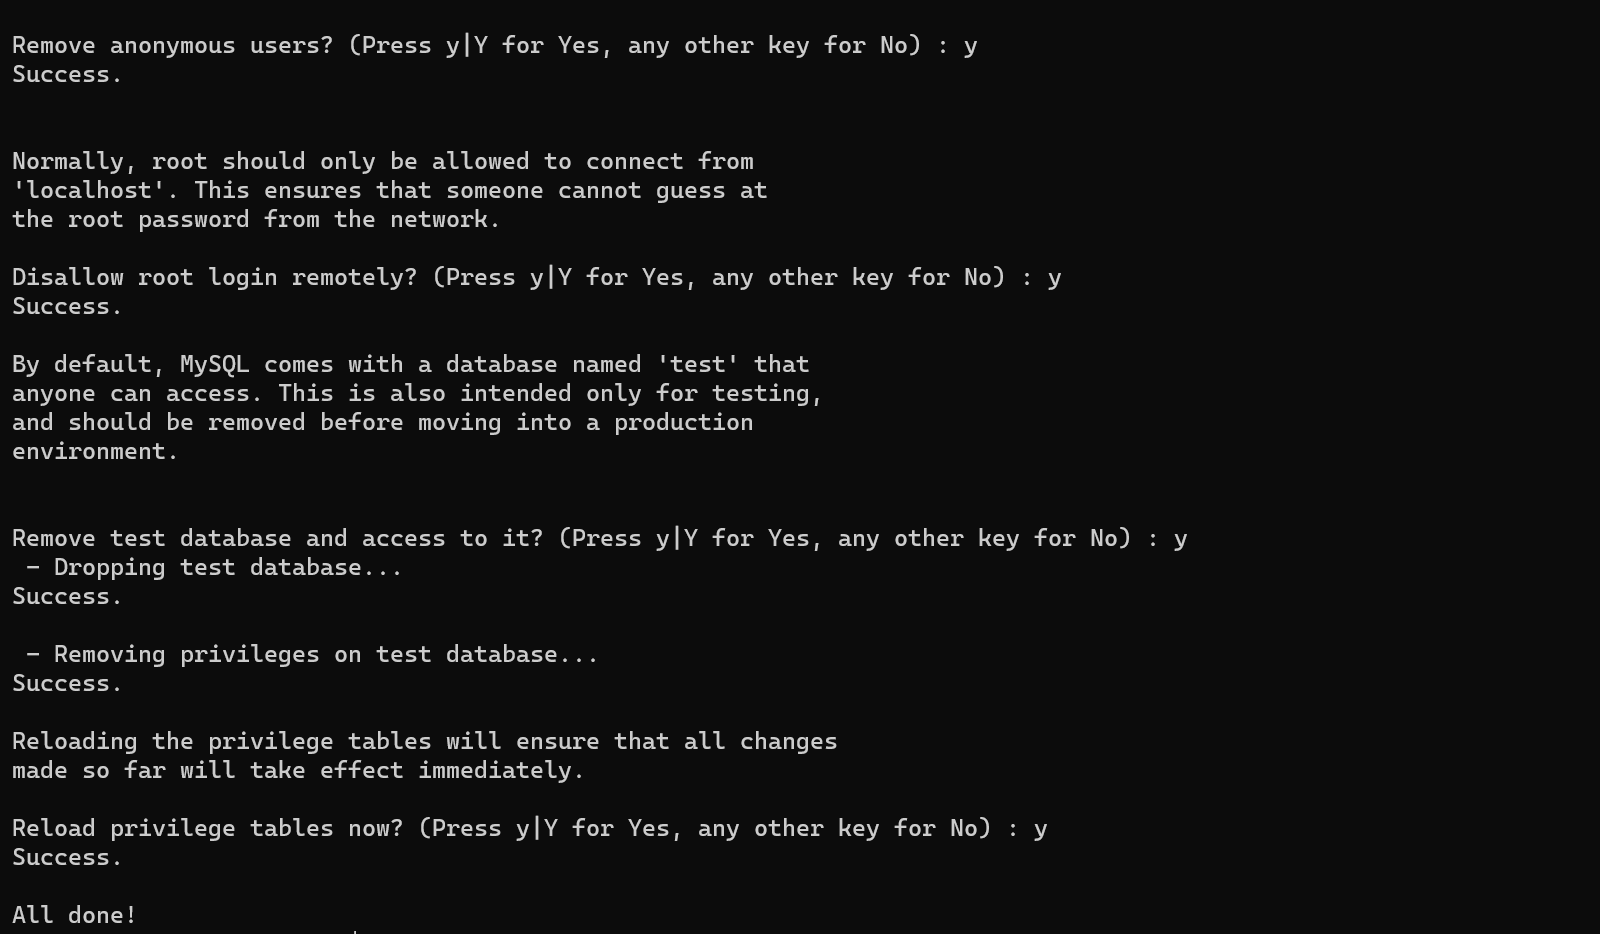 Remove anonymous users? (Press y|Y for Yes, any other key for No) : y
Success.
Normally, root should only be allowed to connect from
'localhost'. This ensures that someone cannot guess at
the root password from the network.
Disallow root login remotely? (Press y|Y for Yes, any other key for No) : y
Success.
By default, MySQL comes with a database named 'test' that
anyone can access. This is also intended only for testing,
and should be removed before moving into a production
environment.
Remove test database and access to it? (Press y|Y for Yes, any other key for No) : y
 - Dropping test database...
Success.
 - Removing privileges on test database...
Success.
Reloading the privilege tables will ensure that all changes
made so far will take effect immediately.
Reload privilege tables now? (Press y|Y for Yes, any other key for No) : y
Success.
All done!